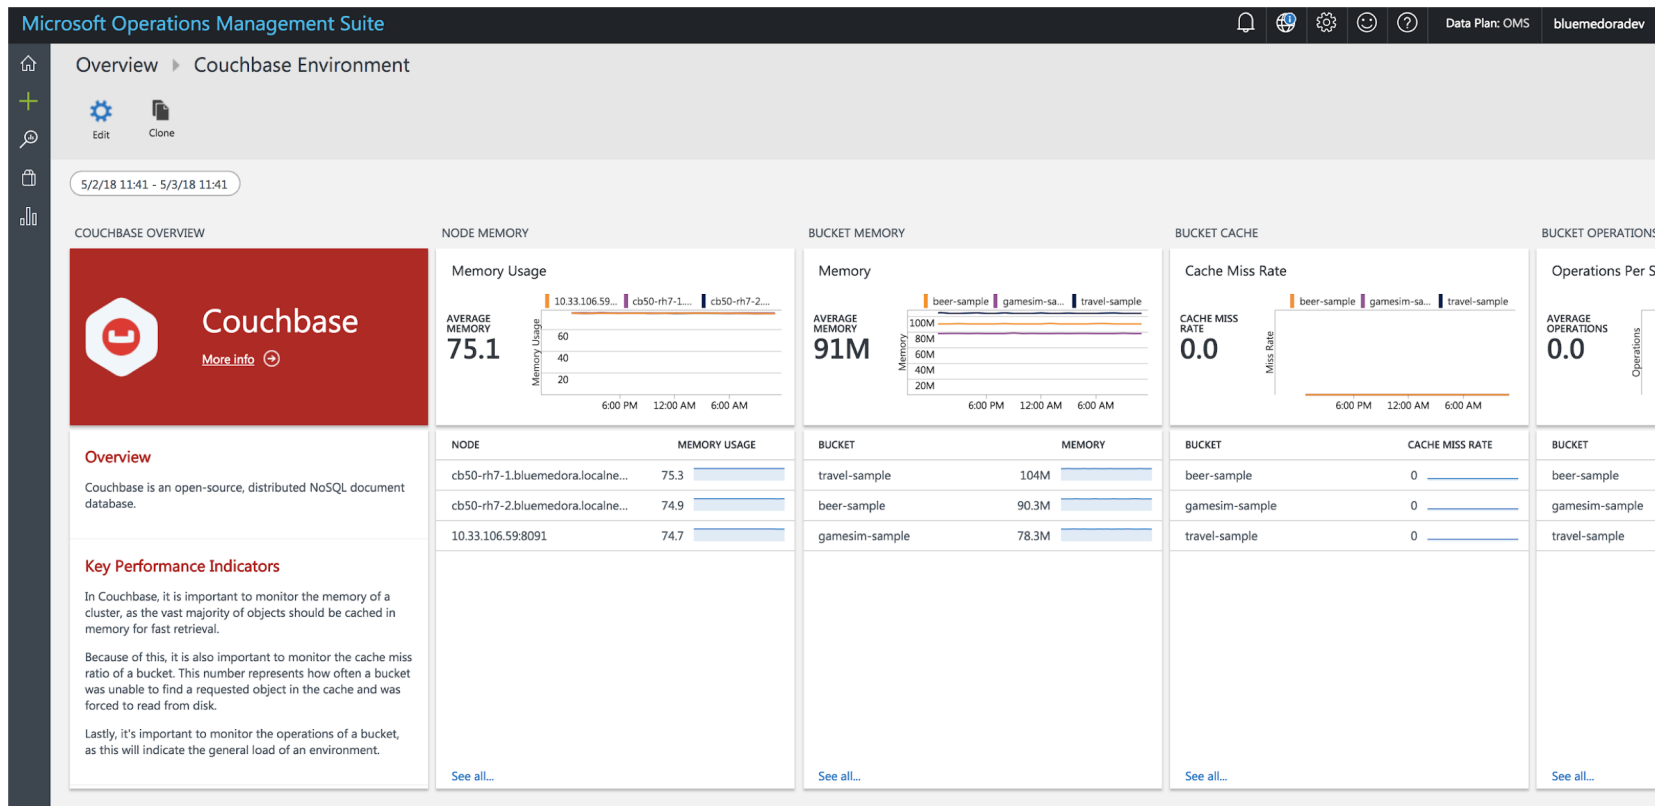 Microsoft Operations Management Suite
Data Plan: OMS
bluemedoradev
Overview
Couchbase Environment
Edit
Clone
5/2/18 11:41 - 5/3/18 11:41
COUCHBASE OVERVIEW
Couchbase
More info
Overview
Couchbase is an open-source, distributed NoSQL document
database.
Key Performance Indicators
In Couchbase, it is important to monitor the memory of a
cluster, as the vast majority of objects should be cached in
memory for fast retrieval.
Because of this, it is also important to monitor the cache miss
ratio of a bucket. This number represents how often a bucket
was unable to find a requested object in the cache and was
forced to read from disk.
Lastly, it's important to monitor the operations of a bucket,
as this will indicate the general load of an environment.
NODE MEMORY
Memory Usage
10.33.106.59... cb50-rh7-1.... cb50-rh7-2....
AVERAGE
MEMORY
75.1
Memory Usage
60
40
20
6:00 PM 12:00 AM 6:00 AM
NODE MEMORY USAGE
cb50-rh7-1.bluemedora.localne... 75.3
cb50-rh7-2.bluemedora.localne... 74.9
10.33.106.59:8091 74.7
See all...
BUCKET MEMORY
Memory
beer-sample gamesim-sa... travel-sample
AVERAGE
MEMORY
91M
Memory
100M
80M
60M
40M
20M
6:00 PM 12:00 AM 6:00 AM
BUCKET MEMORY
travel-sample 104M
beer-sample 90.3M
gamesim-sample 78.3M
See all...
BUCKET CACHE
Cache Miss Rate
beer-sample gamesim-sa... travel-sample
CACHE MISS
RATE
0.0
Miss Rate
6:00 PM 12:00 AM 6:00 AM
BUCKET CACHE MISS RATE
beer-sample 0
gamesim-sample 0
travel-sample 0
See all...
BUCKET OPERATIONS
Operations Per S
AVERAGE
OPERATIONS
0.0
Operations
BUCKET
beer-sample
gamesim-sample
travel-sample
See all...